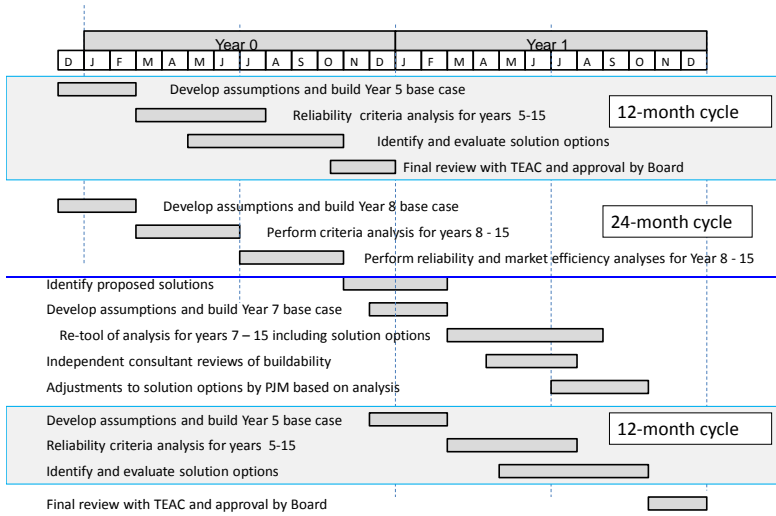 Year 0 Year 1
D J F M A M J J A S O N D J F M A M J J A S O N D
Develop assumptions and build Year 5 base case
12-month cycle
Reliability criteria analysis for years 5-15
Identify and evaluate solution options
Final review with TEAC and approval by Board
Develop assumptions and build Year 8 base case
24-month cycle
Perform criteria analysis for years 8 - 15
Perform reliability and market efficiency analyses for Year 8 - 15
Identify proposed solutions
Develop assumptions and build Year 7 base case
Re-tool of analysis for years 7 – 15 including solution options
Independent consultant reviews of buildability
Adjustments to solution options by PJM based on analysis
Develop assumptions and build Year 5 base case
12-month cycle
Reliability criteria analysis for years 5-15
Identify and evaluate solution options
Final review with TEAC and approval by Board